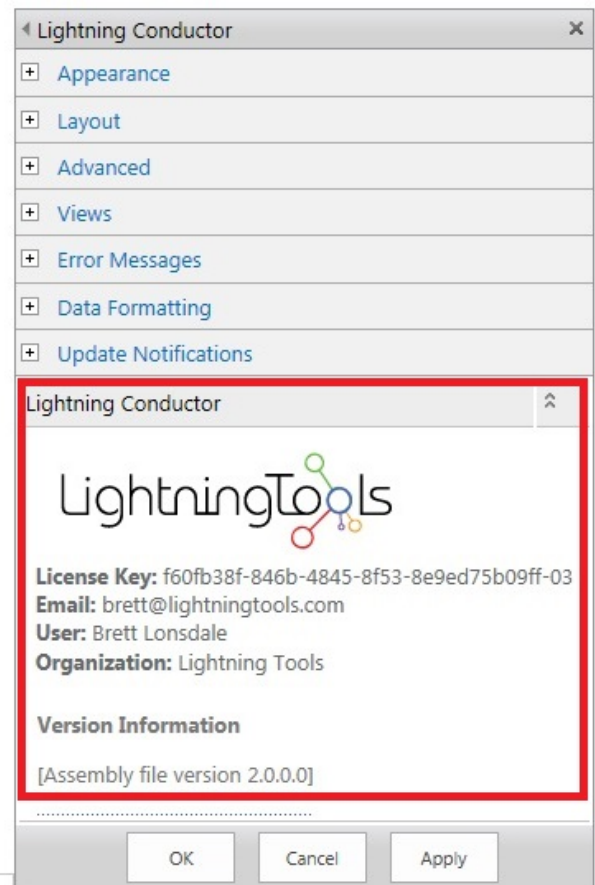 Lightning Conductor
Appearance
Layout
Advanced
Views
Error Messages
Data Formatting
Update Notifications
Lightning Conductor
LightningTools
License Key: f60fb38f-846b-4845-8f53-8e9ed75b09ff-03
Email: brett@lightningtools.com
User: Brett Lonsdale
Organization: Lightning Tools
Version Information
[Assembly file version 2.0.0.0]
OK Cancel Apply